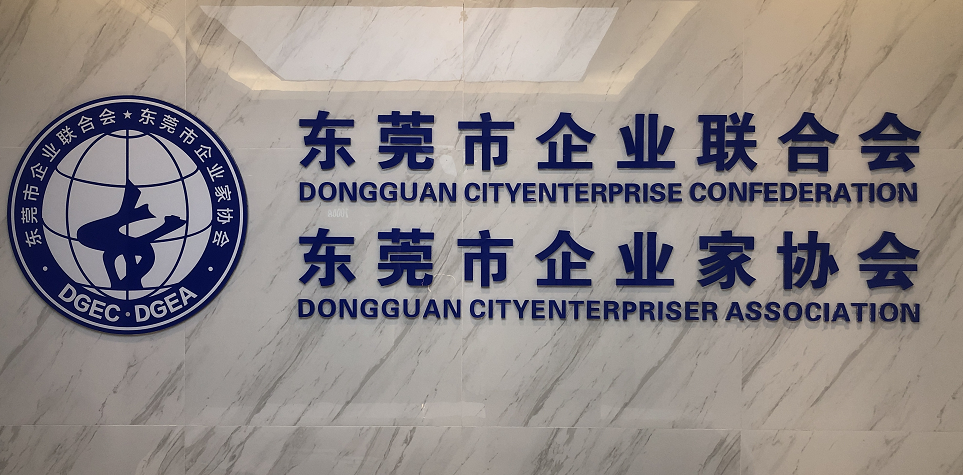 东莞市企业联合会★东莞市企业家协会
DGEC·DGEA
东莞市企业联合会
DONGGUAN CITYENTERPRISE CONFEDERATION
东莞市企业家协会
DONGGUAN CITYENTERPRISER ASSOCIATION